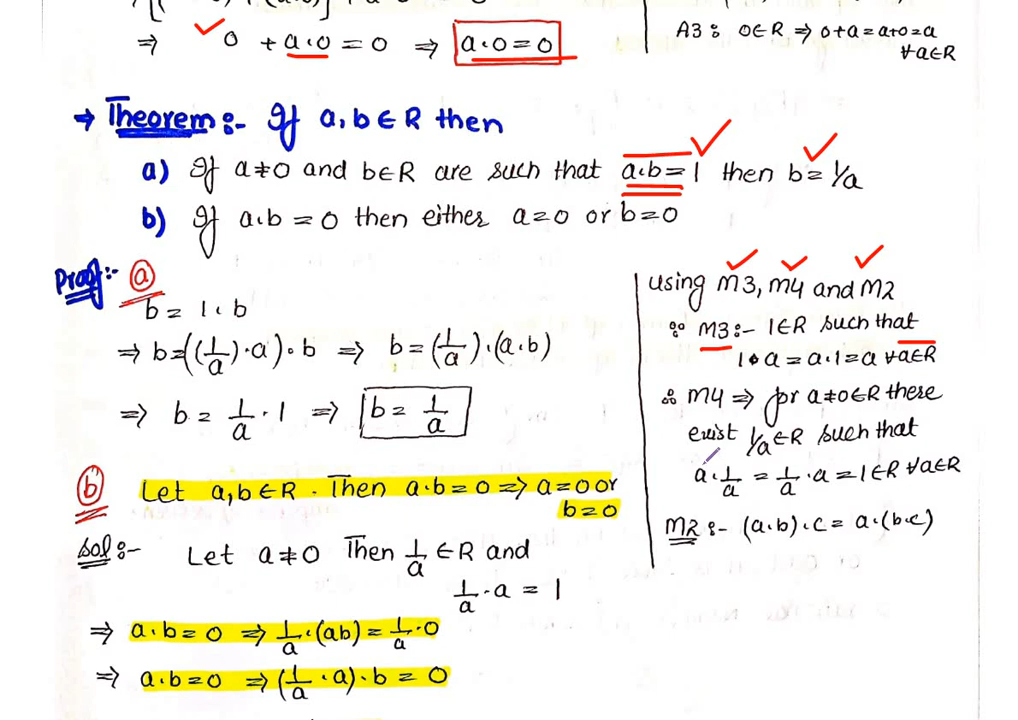 ⇒ 0 + a·0 = 0 ⇒ a·0 = 0
A3 : 0∈R ⇒ 0+a = a+0 = a
∀a∈R
→ Theorem :- If a,b ∈ R then
a) If a≠0 and b∈R are such that a·b = 1 then b = 1/a
b) If a·b = 0 then either a=0 or b=0
Proof :- (a)
b = 1·b
⇒ b = ((1/a)·a)·b ⇒ b = (1/a)·(a·b)
⇒ b = 1/a · 1 ⇒ b = 1/a
using m3, m4 and M2
∵ M3 :- 1∈R such that
1·a = a·1 = a ∀a∈R
∴ m4 ⇒ for a≠0∈R there
exist 1/a ∈R such that
a·1/a = 1/a·a = 1∈R ∀a∈R
M2 :- (a·b)·c = a·(b·c)
(b) Let a,b∈R. Then a·b=0 ⇒ a=0 or
b=0
Sol :- Let a≠0 Then 1/a ∈R and
1/a·a = 1
⇒ a·b = 0 ⇒ 1/a·(ab) = 1/a·0
⇒ a·b = 0 ⇒ (1/a·a)·b = 0